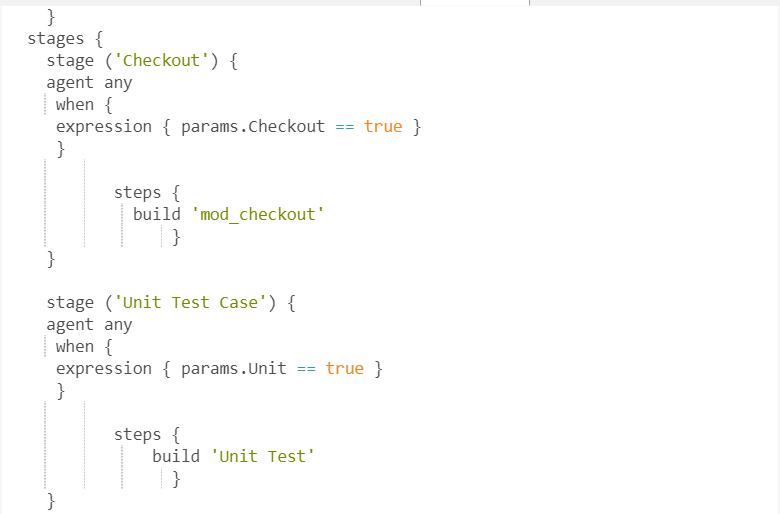 }
stages {
stage ('Checkout') {
agent any
when {
expression { params.Checkout == true }
}
steps {
build 'mod_checkout'
}
}
stage ('Unit Test Case') {
agent any
when {
expression { params.Unit == true }
}
steps {
build 'Unit Test'
}
}